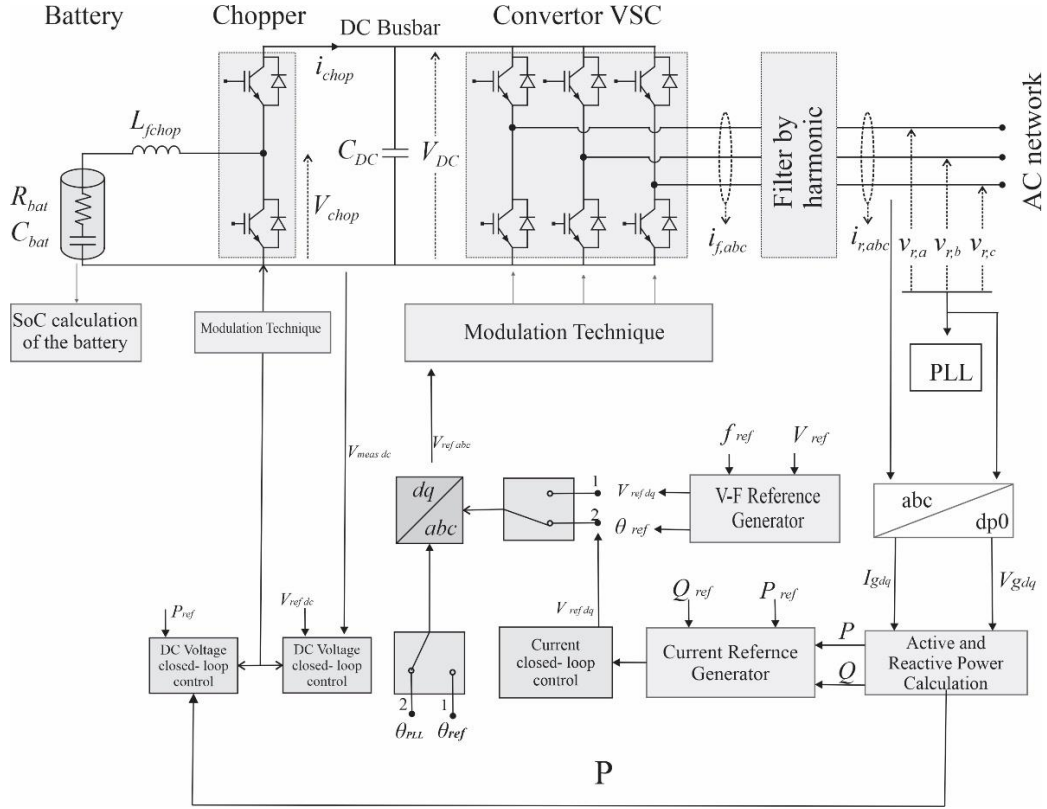 Battery
Chopper
DC Busbar
Convertor VSC
i_chop
L_fchop
C_DC
V_DC
R_bat
C_bat
V_chop
Filter by
harmonic
i_f,abc
i_r,abc
v_r,a
v_r,b
v_r,c
AC network
SoC calculation
of the battery
Modulation Technique
Modulation Technique
PLL
V_meas dc
V_ref abc
f_ref
V_ref
dq
abc
1
2
V_ref dq
θ_ref
V-F Reference
Generator
abc
dp0
I_gdq
V_gdq
P_ref
V_ref dc
V_ref dq
Q_ref
P_ref
DC Voltage
closed- loop
control
DC Voltage
closed- loop
control
Current
closed-loop
control
Current Refernce
Generator
P
Q
Active and
Reactive Power
Calculation
2
1
θ_PLL
θ_ref
P